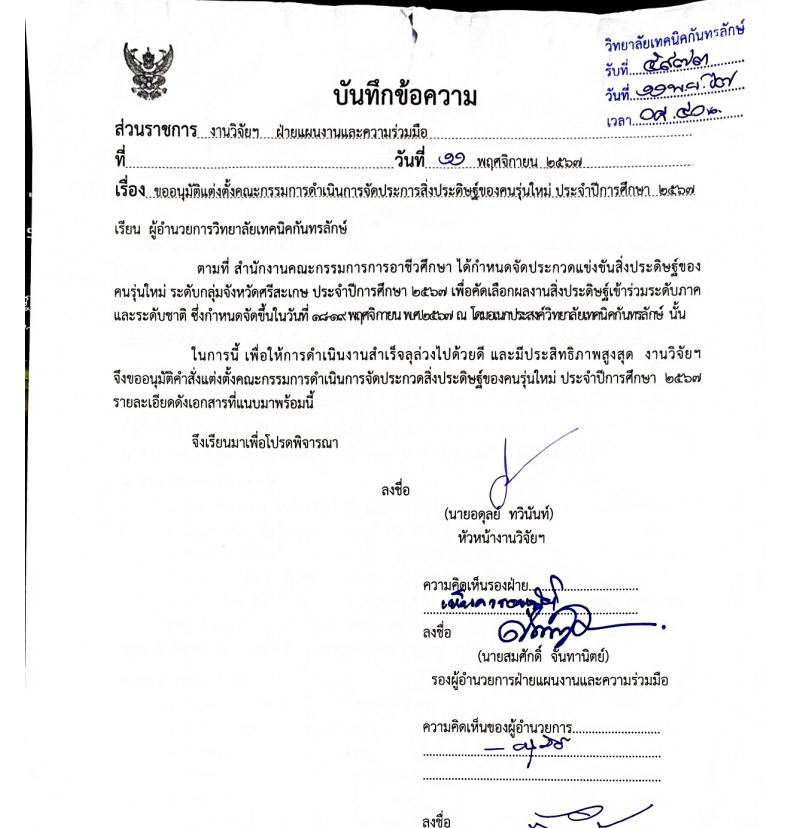 วิทยาลัยเทคนิคกันทรลักษ์
รับที่ ๕๙๗๓
วันที่ ๑๑ พ.ย. ๖๗
เวลา ๐๙.๔๐ น.
บันทึกข้อความ
ส่วนราชการ งานวิจัยฯ ฝ่ายแผนงานและความร่วมมือ
ที่ วันที่ ๑๑ พฤศจิกายน ๒๕๖๗
เรื่อง ขออนุมัติแต่งตั้งคณะกรรมการดำเนินการจัดประการสิ่งประดิษฐ์ของคนรุ่นใหม่ ประจำปีการศึกษา ๒๕๖๗
เรียน ผู้อำนวยการวิทยาลัยเทคนิคกันทรลักษ์
ตามที่ สำนักงานคณะกรรมการการอาชีวศึกษา ได้กำหนดจัดประกวดแข่งขันสิ่งประดิษฐ์ของ
คนรุ่นใหม่ ระดับกลุ่มจังหวัดศรีสะเกษ ประจำปีการศึกษา ๒๕๖๗ เพื่อคัดเลือกผลงานสิ่งประดิษฐ์เข้าร่วมระดับภาค
และระดับชาติ ซึ่งกำหนดจัดขึ้นในวันที่ ๑๘-๑๙ พฤศจิกายน พ.ศ.๒๕๖๗ ณ โดมอเนกประสงค์วิทยาลัยเทคนิคกันทรลักษ์ นั้น
ในการนี้ เพื่อให้การดำเนินงานสำเร็จลุล่วงไปด้วยดี และมีประสิทธิภาพสูงสุด งานวิจัยฯ
จึงขออนุมัติคำสั่งแต่งตั้งคณะกรรมการดำเนินการจัดประกวดสิ่งประดิษฐ์ของคนรุ่นใหม่ ประจำปีการศึกษา ๒๕๖๗
รายละเอียดดังเอกสารที่แนบมาพร้อมนี้
จึงเรียนมาเพื่อโปรดพิจารณา
ลงชื่อ
(นายอดุลย์ ทวินันท์)
หัวหน้างานวิจัยฯ
ความคิดเห็นรองฝ่าย
เห็นควรอนุมัติ
ลงชื่อ
(นายสมศักดิ์ จันทานิตย์)
รองผู้อำนวยการฝ่ายแผนงานและความร่วมมือ
ความคิดเห็นของผู้อำนวยการ
ลงชื่อ